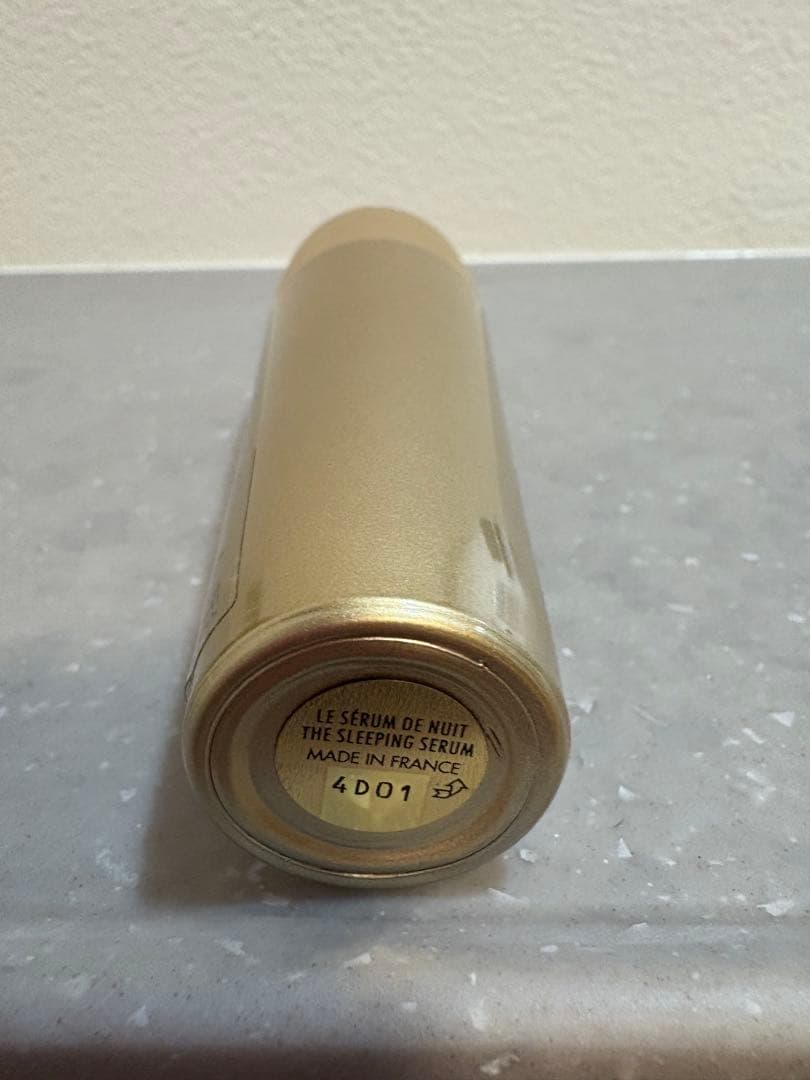 LE SÉRUM DE NUIT
THE SLEEPING SERUM
MADE IN FRANCE
4D01